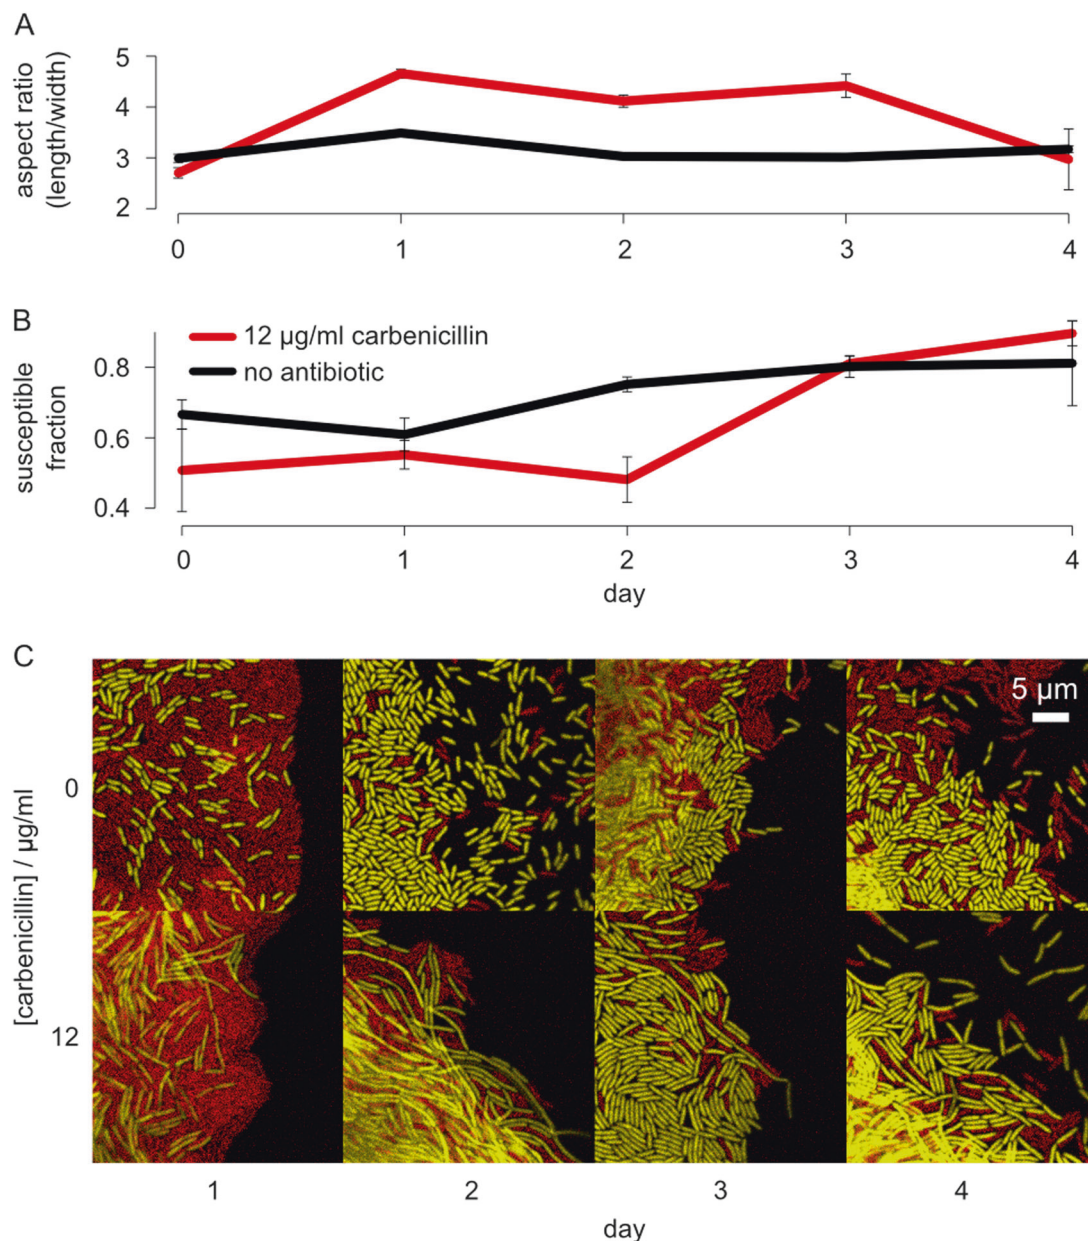 A
aspect ratio
(length/width)
5
4
3
2
0 1 2 3 4
B
12 µg/ml carbenicillin
no antibiotic
susceptible
fraction
0.8
0.6
0.4
0 1 2 3 4
day
C
5 µm
[carbenicillin] / µg/ml
0
12
1 2 3 4
day